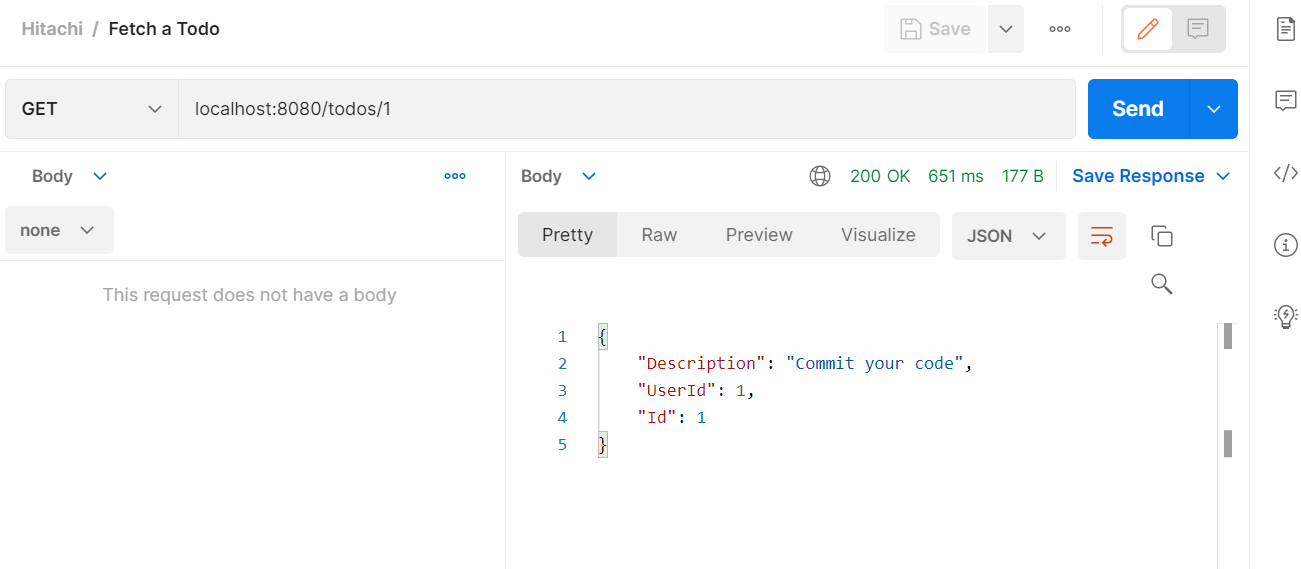 Hitachi / Fetch a Todo
Save
GET
localhost:8080/todos/1
Send
Body
Body
200 OK 651 ms 177 B
Save Response
none
Pretty Raw Preview Visualize
JSON
This request does not have a body
1 {
2 "Description": "Commit your code",
3 "UserId": 1,
4 "Id": 1
5 }